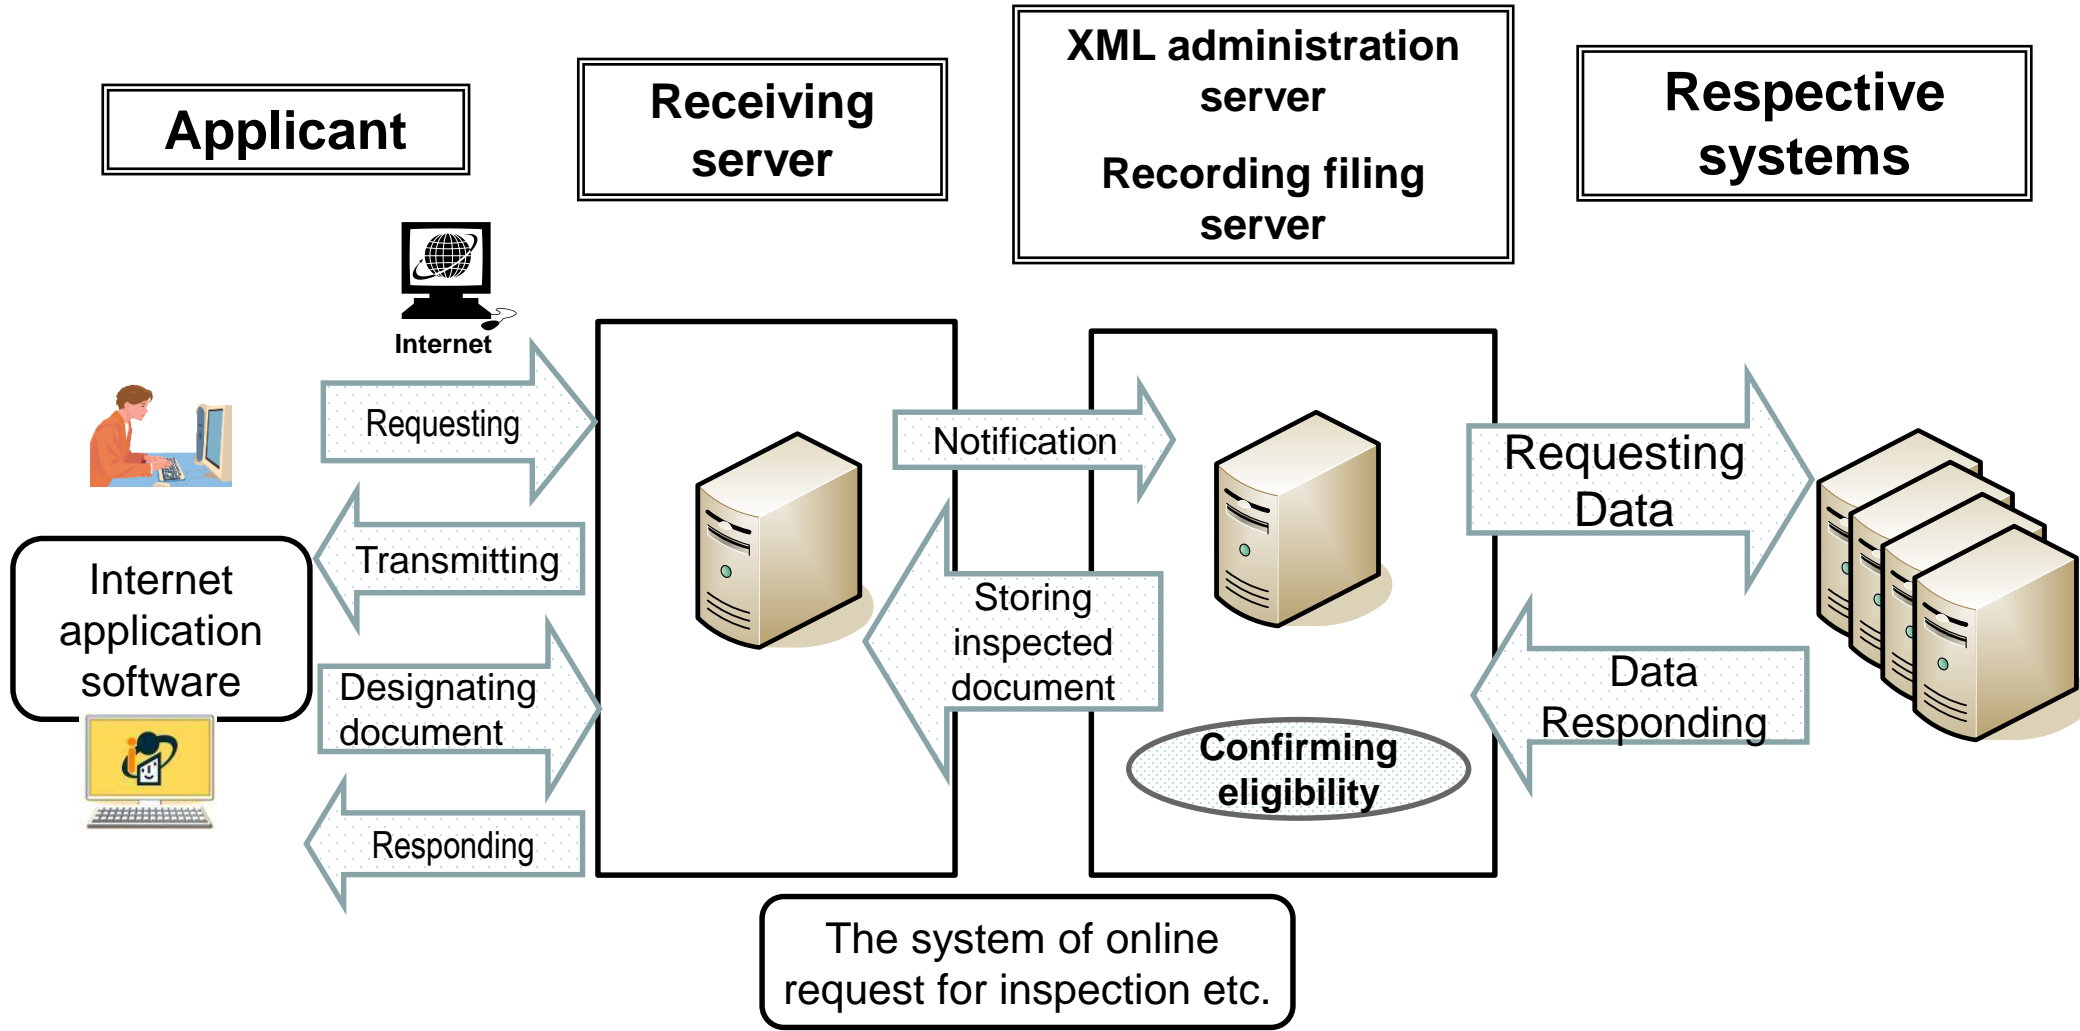 Applicant
Receiving
server
XML administration
server
Recording filing
server
Respective
systems
Internet
Requesting
Transmitting
Internet
application
software
Designating
document
Responding
Notification
Storing
inspected
document
Confirming
eligibility
Requesting
Data
Data
Responding
The system of online
request for inspection etc.